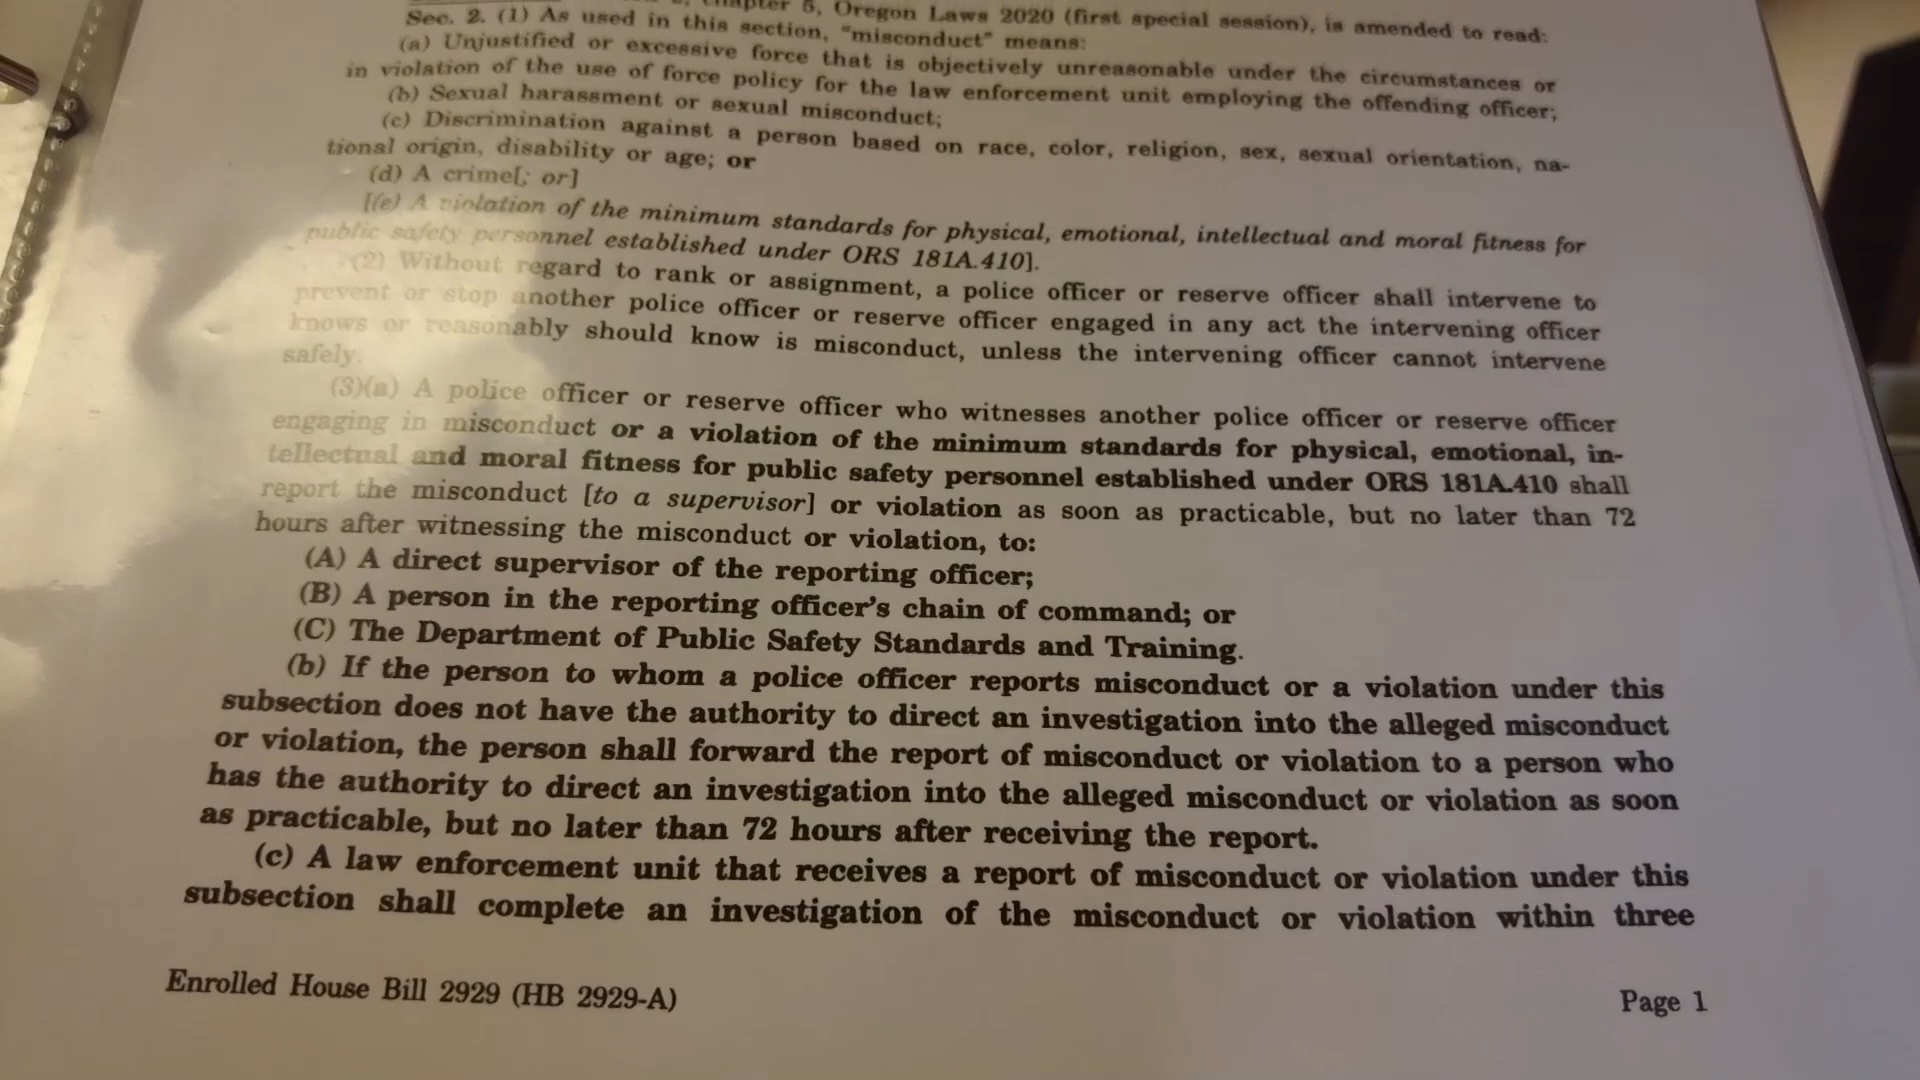 Chapter 5, Oregon Laws 2020 (first special session), is amended to read:
Sec. 2. (1) As used in this section, "misconduct" means:
(a) Unjustified or excessive force that is objectively unreasonable under the circumstances or
in violation of the use of force policy for the law enforcement unit employing the offending officer;
(b) Sexual harassment or sexual misconduct;
(c) Discrimination against a person based on race, color, religion, sex, sexual orientation, na-
tional origin, disability or age; or
(d) A crime[; or]
[(e) A violation of the minimum standards for physical, emotional, intellectual and moral fitness for
public safety personnel established under ORS 181A.410].
(2) Without regard to rank or assignment, a police officer or reserve officer shall intervene to
prevent or stop another police officer or reserve officer engaged in any act the intervening officer
knows or reasonably should know is misconduct, unless the intervening officer cannot intervene
safely.
(3)(a) A police officer or reserve officer who witnesses another police officer or reserve officer
engaging in misconduct or a violation of the minimum standards for physical, emotional, in-
tellectual and moral fitness for public safety personnel established under ORS 181A.410 shall
report the misconduct [to a supervisor] or violation as soon as practicable, but no later than 72
hours after witnessing the misconduct or violation, to:
(A) A direct supervisor of the reporting officer;
(B) A person in the reporting officer's chain of command; or
(C) The Department of Public Safety Standards and Training.
(b) If the person to whom a police officer reports misconduct or a violation under this
subsection does not have the authority to direct an investigation into the alleged misconduct
or violation, the person shall forward the report of misconduct or violation to a person who
has the authority to direct an investigation into the alleged misconduct or violation as soon
as practicable, but no later than 72 hours after receiving the report.
(c) A law enforcement unit that receives a report of misconduct or violation under this
subsection shall complete an investigation of the misconduct or violation within three
Enrolled House Bill 2929 (HB 2929-A)
Page 1